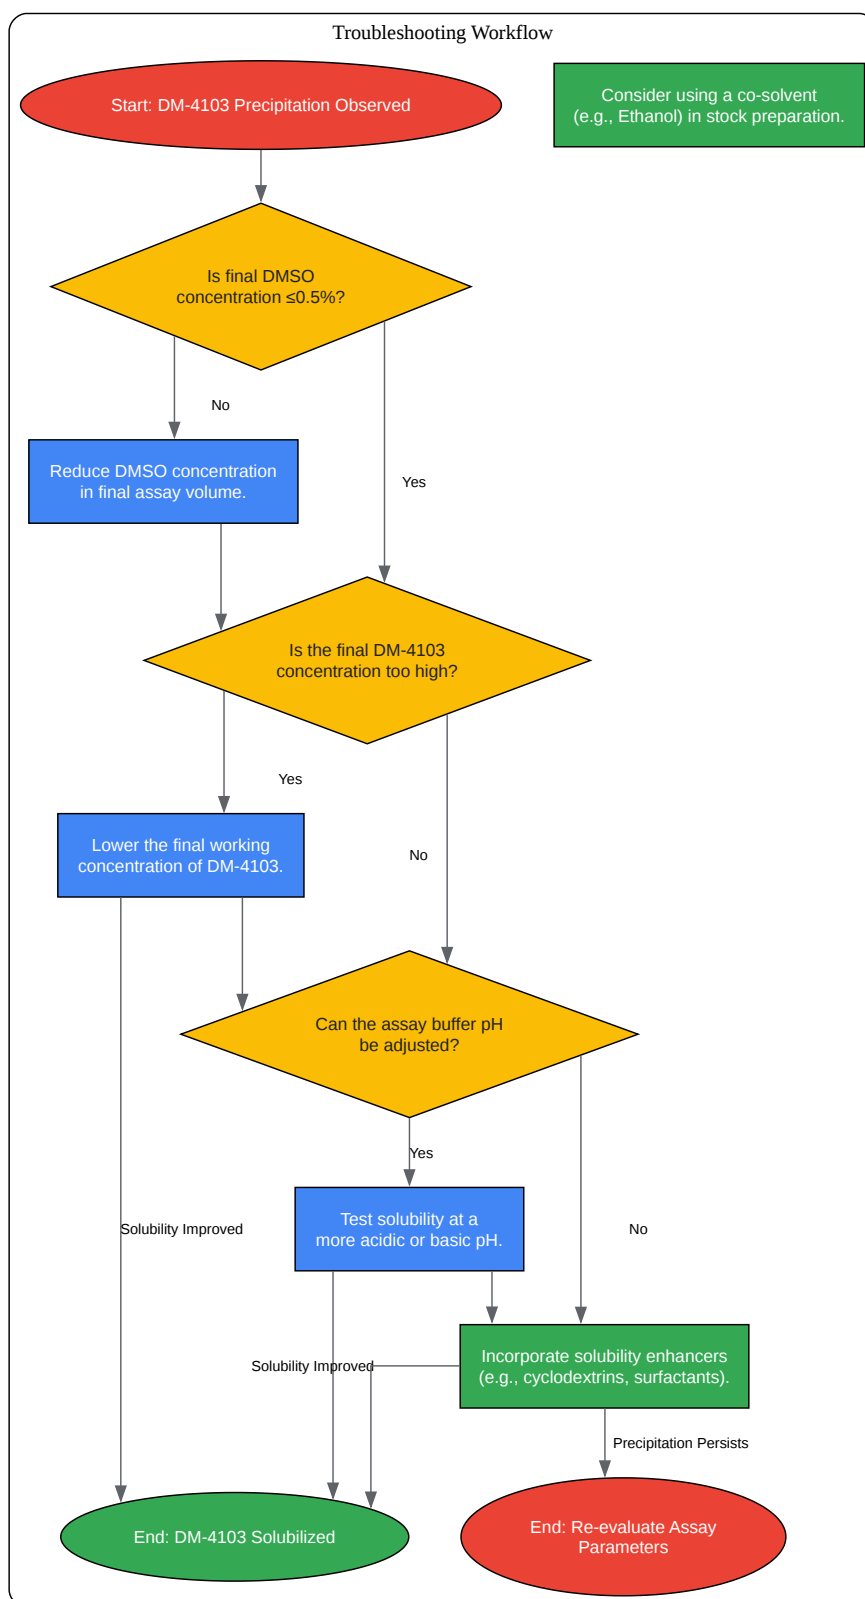 Troubleshooting Workflow
Start: DM-4103 Precipitation Observed
Consider using a co-solvent
(e.g., Ethanol) in stock preparation.
Is final DMSO
concentration ≤0.5%?
No
Yes
Reduce DMSO concentration
in final assay volume.
Is the final DM-4103
concentration too high?
Yes
No
Lower the final working
concentration of DM-4103.
Can the assay buffer pH
be adjusted?
Yes
No
Solubility Improved
Test solubility at a
more acidic or basic pH.
Solubility Improved
Incorporate solubility enhancers
(e.g., cyclodextrins, surfactants).
Precipitation Persists
End: DM-4103 Solubilized
End: Re-evaluate Assay
Parameters